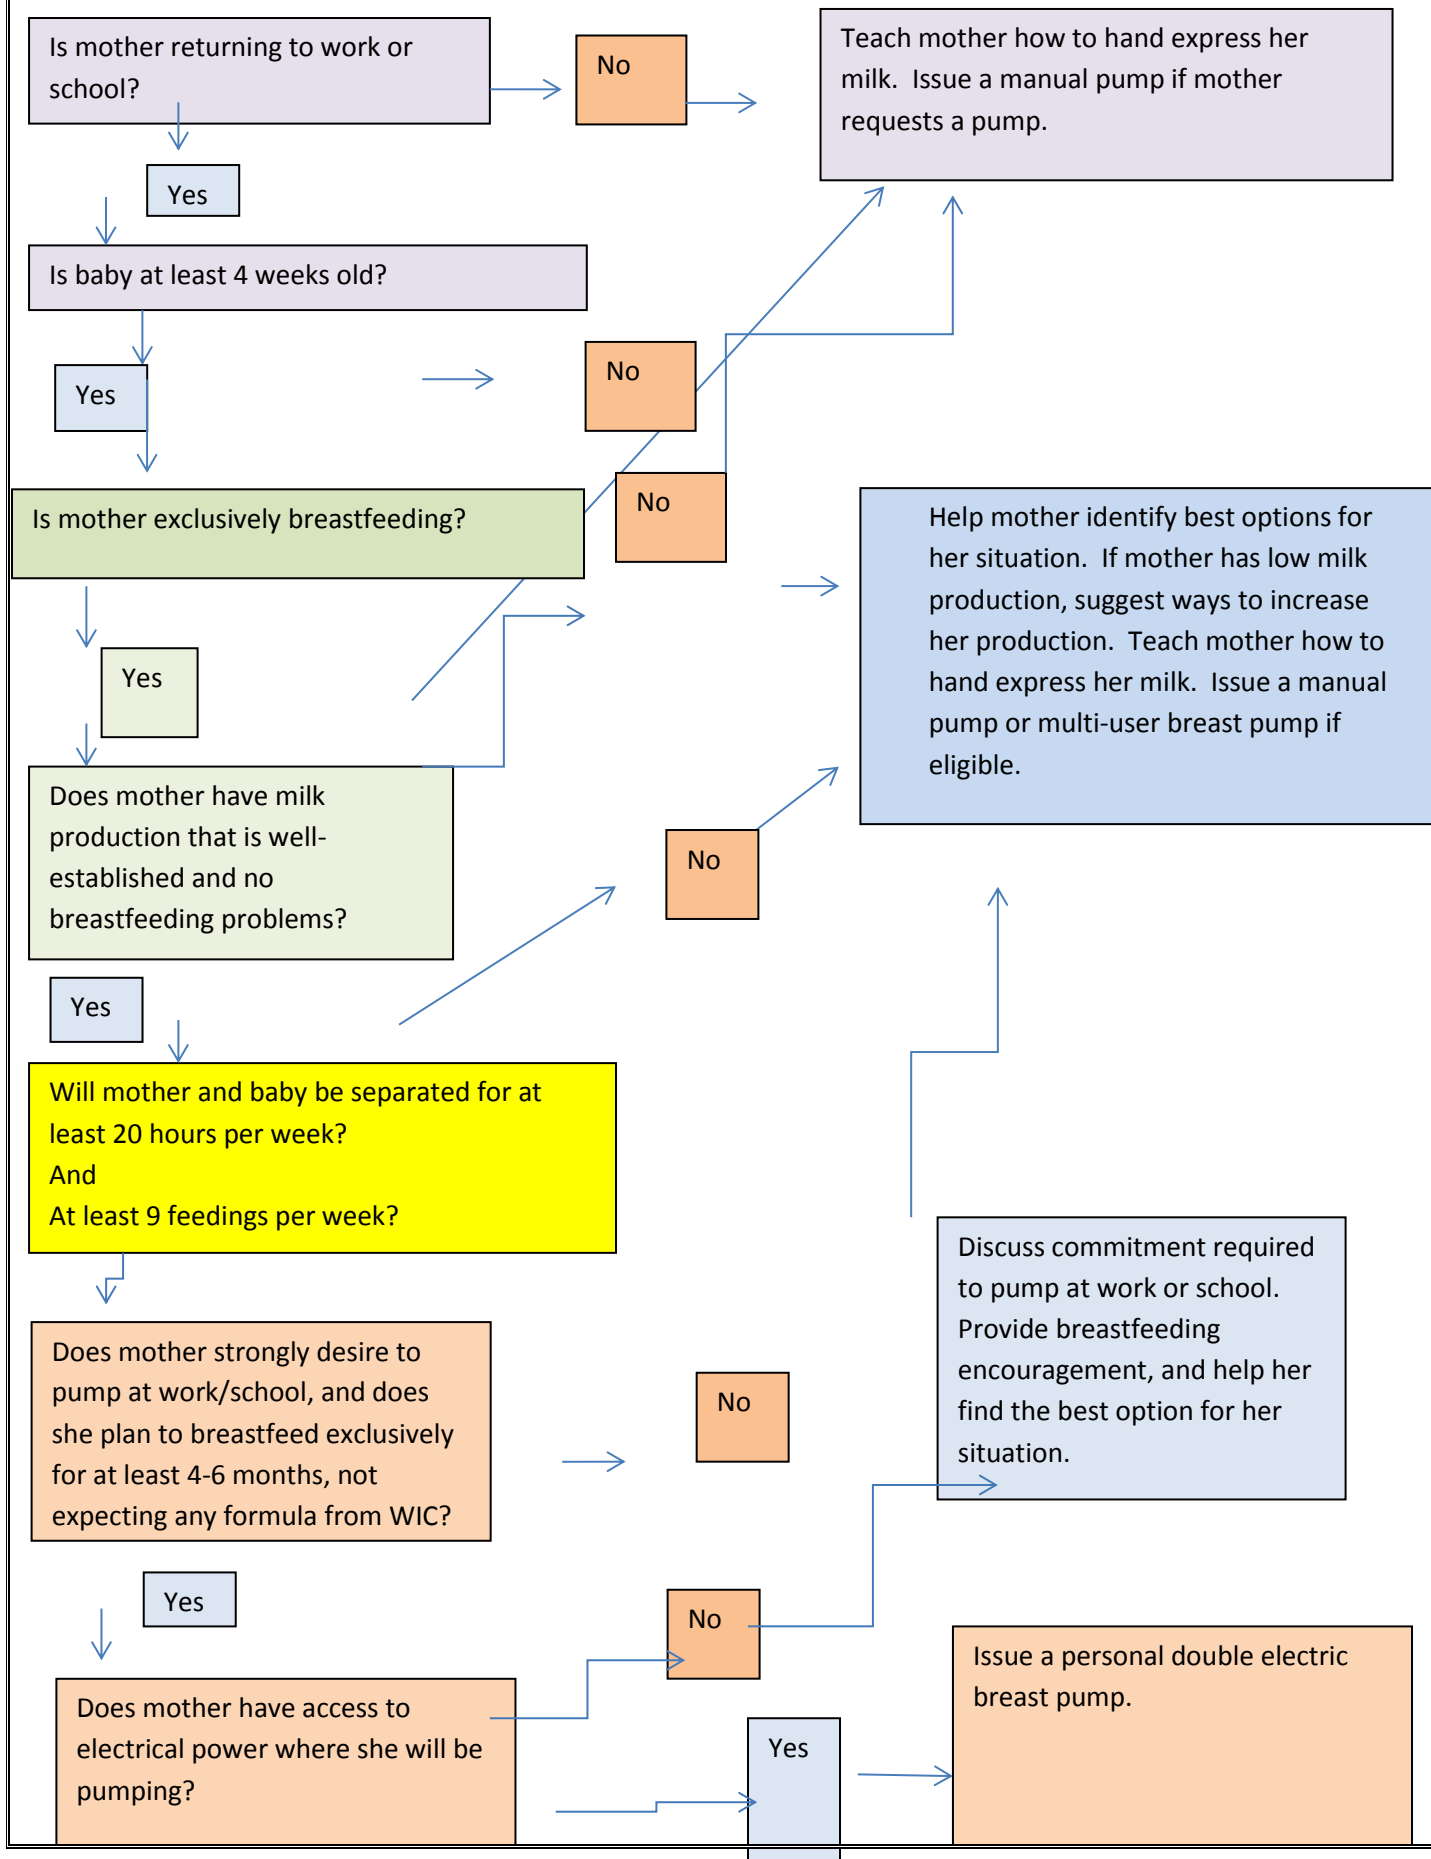 Is mother returning to work or
school?
No
Teach mother how to hand express her
milk.  Issue a manual pump if mother
requests a pump.
Yes
Is baby at least 4 weeks old?
No
Yes
Is mother exclusively breastfeeding?
No
Help mother identify best options for
her situation.  If mother has low milk
production, suggest ways to increase
her production.  Teach mother how to
hand express her milk.  Issue a manual
pump or multi-user breast pump if
eligible.
Yes
Does mother have milk
production that is well-
established and no
breastfeeding problems?
No
Yes
Will mother and baby be separated for at
least 20 hours per week?
And
At least 9 feedings per week?
Discuss commitment required
to pump at work or school.
Provide breastfeeding
encouragement, and help her
find the best option for her
situation.
Does mother strongly desire to
pump at work/school, and does
she plan to breastfeed exclusively
for at least 4-6 months, not
expecting any formula from WIC?
No
Yes
No
Does mother have access to
electrical power where she will be
pumping?
Yes
Issue a personal double electric
breast pump.